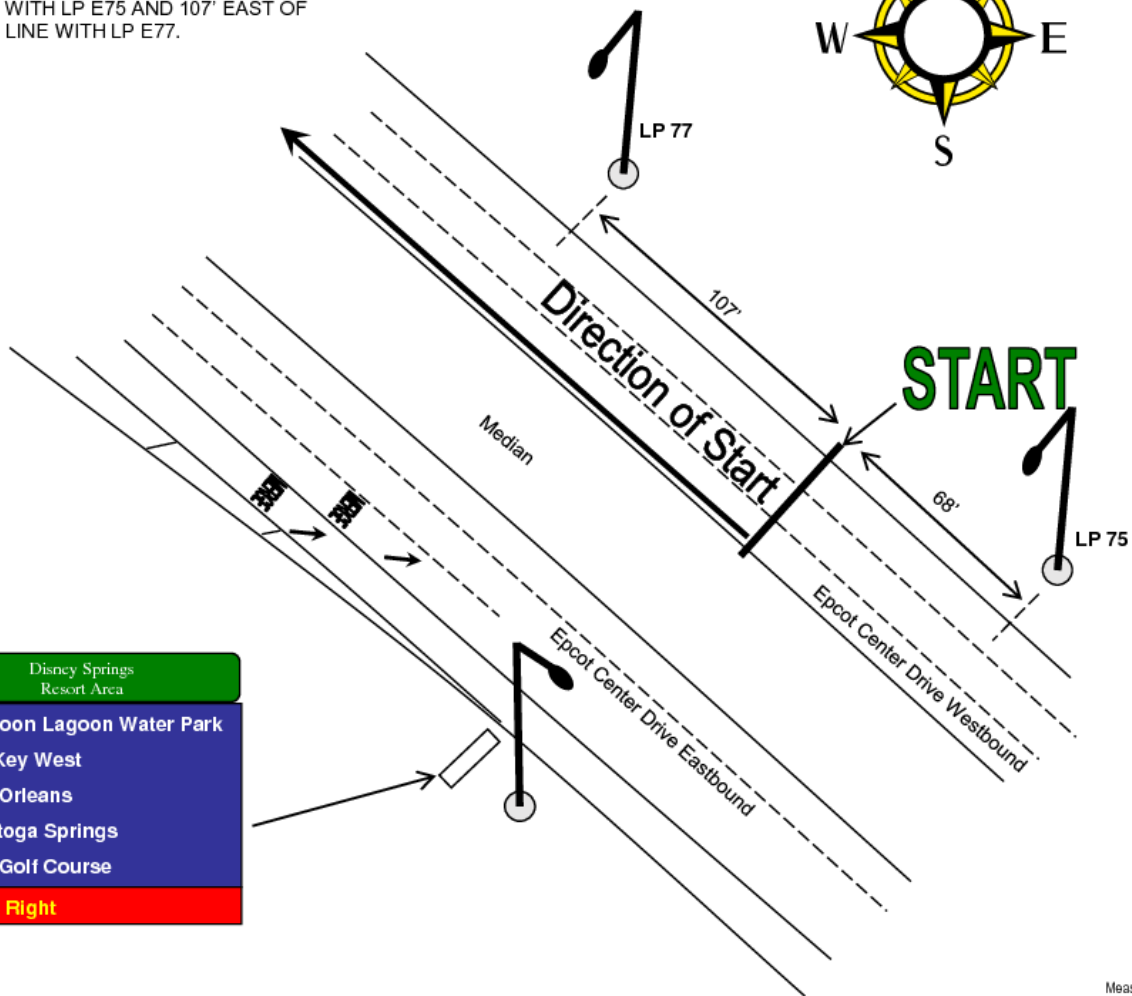 WITH LP E75 AND 107' EAST OF
LINE WITH LP E77.
W
E
S
LP 77
107'
Direction of Start
START
Median
68'
LP 75
MERGE
MERGE
Epcot Center Drive Westbound
Epcot Center Drive Eastbound
Disney Springs
Resort Area
oon Lagoon Water Park
Key West
Orleans
toga Springs
Golf Course
Right
Meas